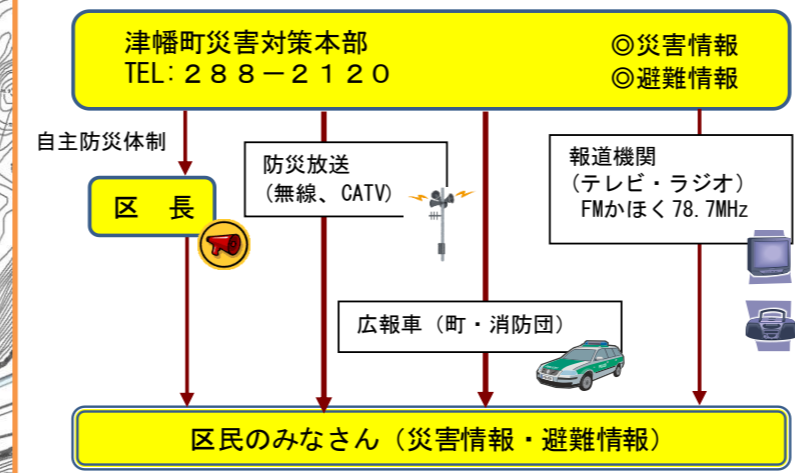 津幡町災害対策本部
TEL:２８８－２１２０
◎災害情報
◎避難情報
自主防災体制
区　長
防災放送
(無線、CATV)
報道機関
(テレビ・ラジオ)
FMかほく78.7MHz
広報車（町・消防団）
区民のみなさん（災害情報・避難情報）